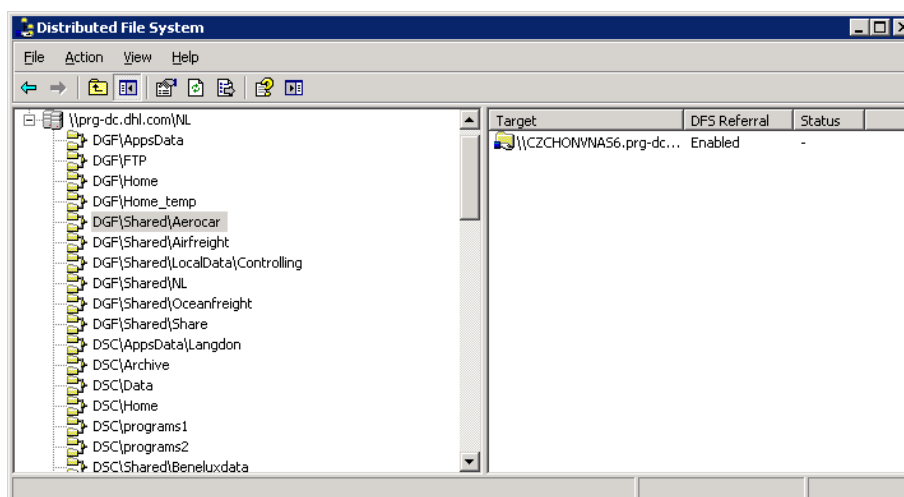 Distributed File System
File Action View Help
\\prg-dc.dhl.com\NL
DGF\AppsData
DGF\FTP
DGF\Home
DGF\Home_temp
DGF\Shared\Aerocar
DGF\Shared\Airfreight
DGF\Shared\LocalData\Controlling
DGF\Shared\NL
DGF\Shared\Oceanfreight
DGF\Shared\Share
DSC\AppsData\Langdon
DSC\Archive
DSC\Data
DSC\Home
DSC\programs1
DSC\programs2
DSC\Shared\Beneluxdata
Target DFS Referral Status
\\CZCHONVNAS6.prg-dc... Enabled -